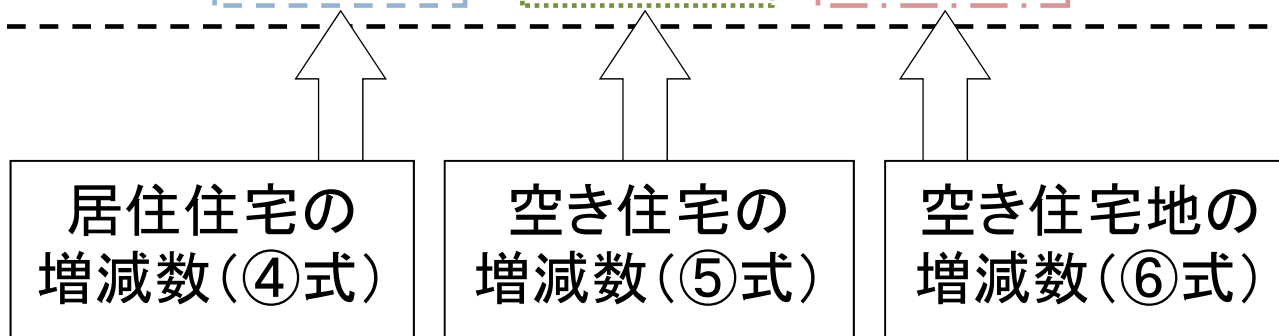 居住住宅の
増減数（④式）
空き住宅の
増減数（⑤式）
空き住宅地の
増減数（⑥式）